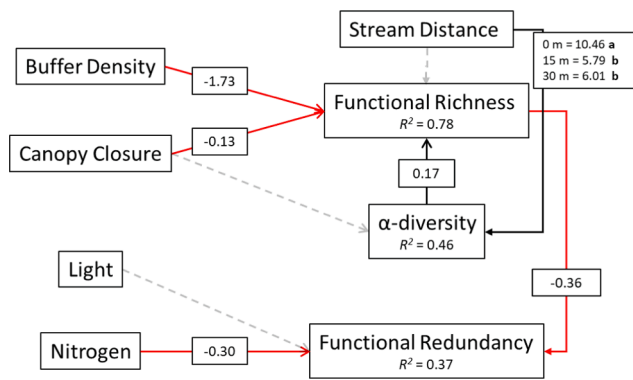 Stream Distance
0 m = 10.46 a
15 m = 5.79 b
30 m = 6.01 b
Buffer Density
-1.73
Functional Richness
R² = 0.78
-0.13
Canopy Closure
0.17
α-diversity
R² = 0.46
Light
-0.36
Nitrogen
-0.30
Functional Redundancy
R² = 0.37